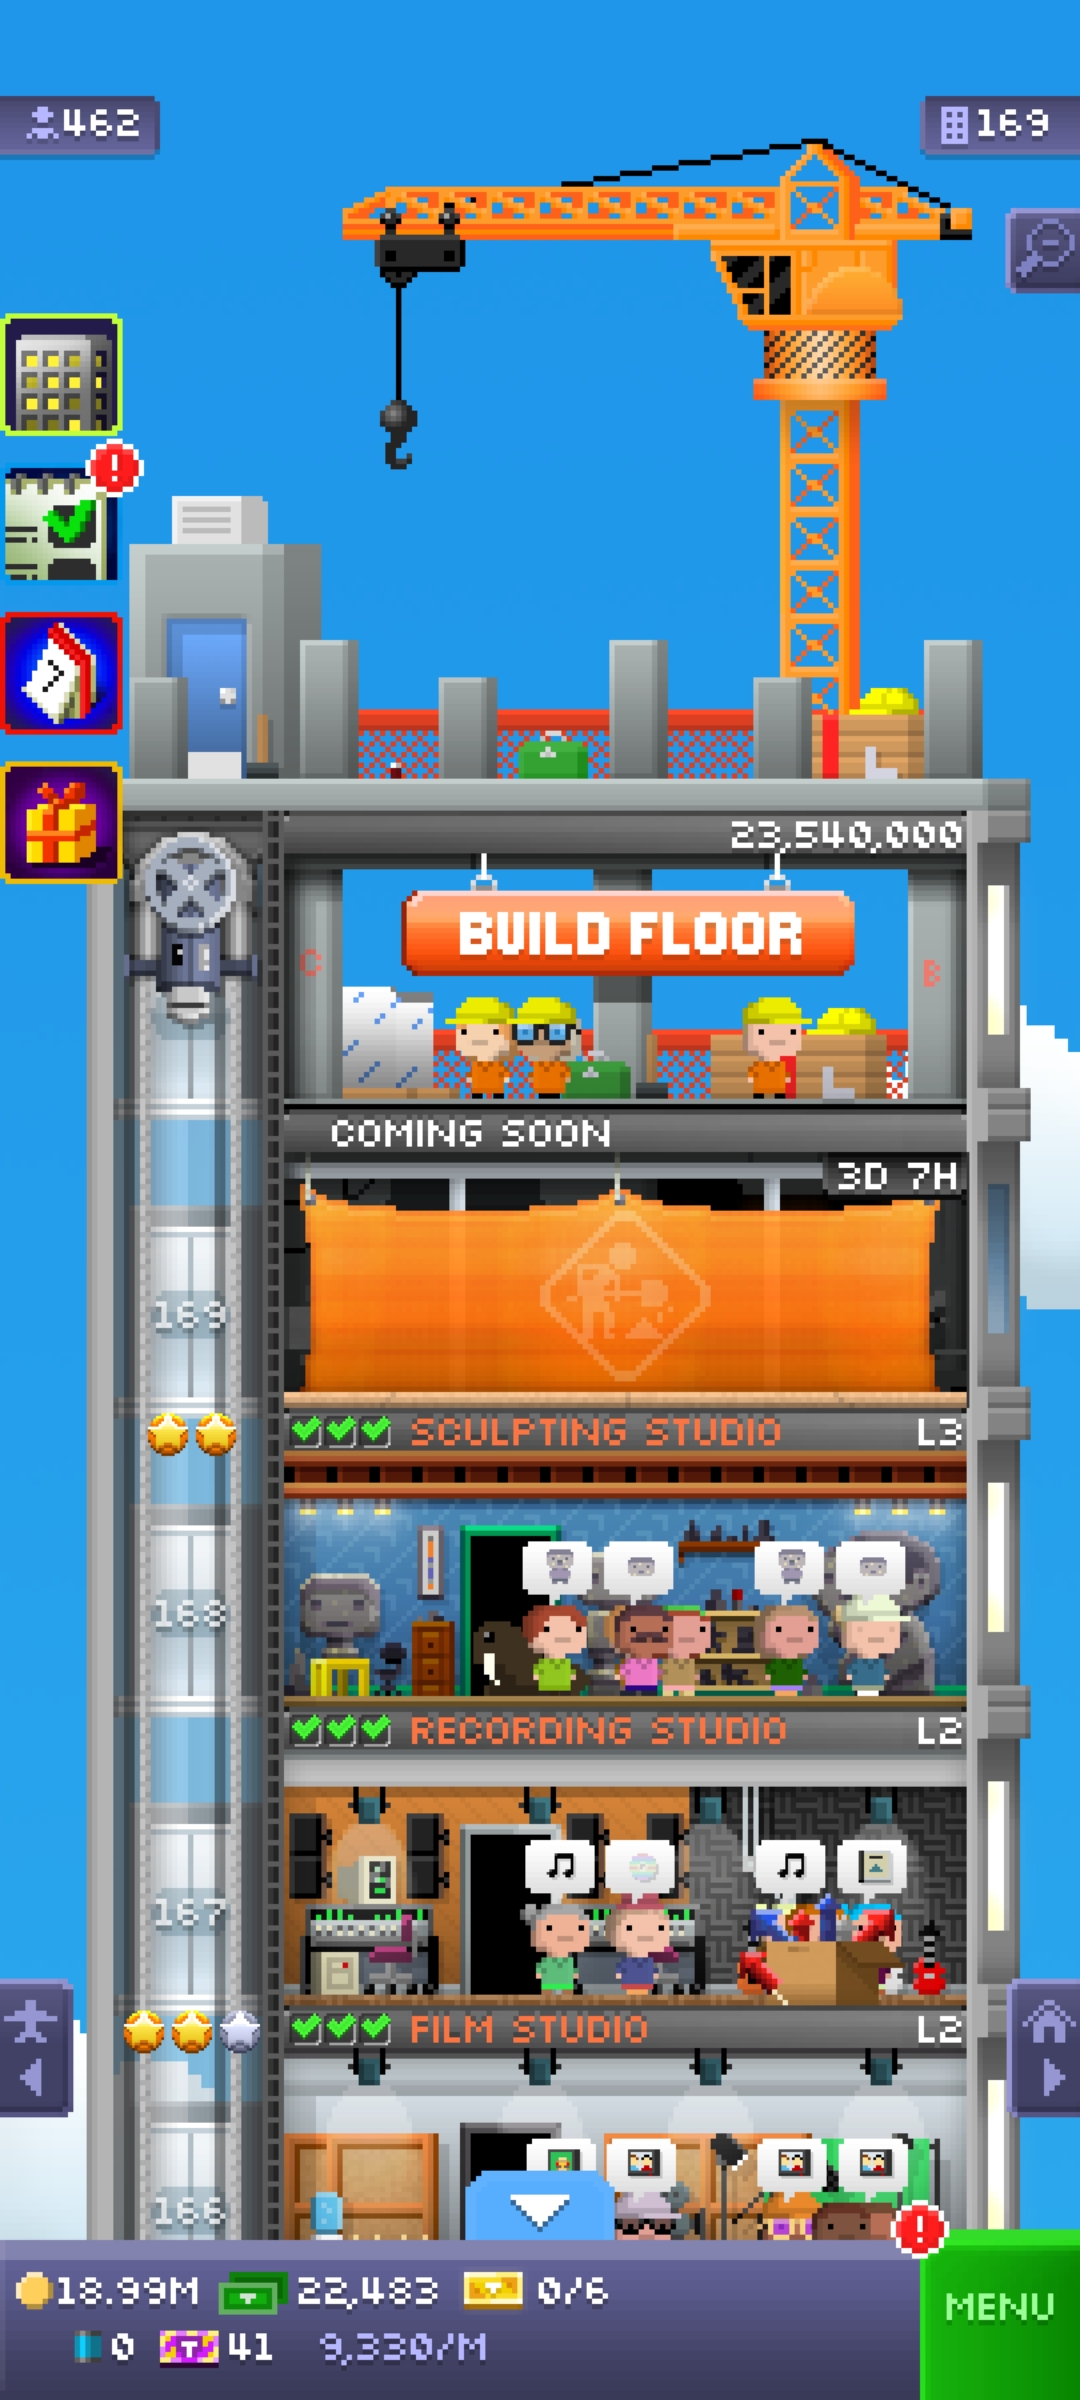 462
169
7
23,540,000
BUILD FLOOR
C
B
COMING SOON
3D 7H
169
SCULPTING STUDIO
L3
168
RECORDING STUDIO
L2
167
FILM STUDIO
L2
166
18.99M
22,483
0/6
MENU
0
T
41
9,330/M